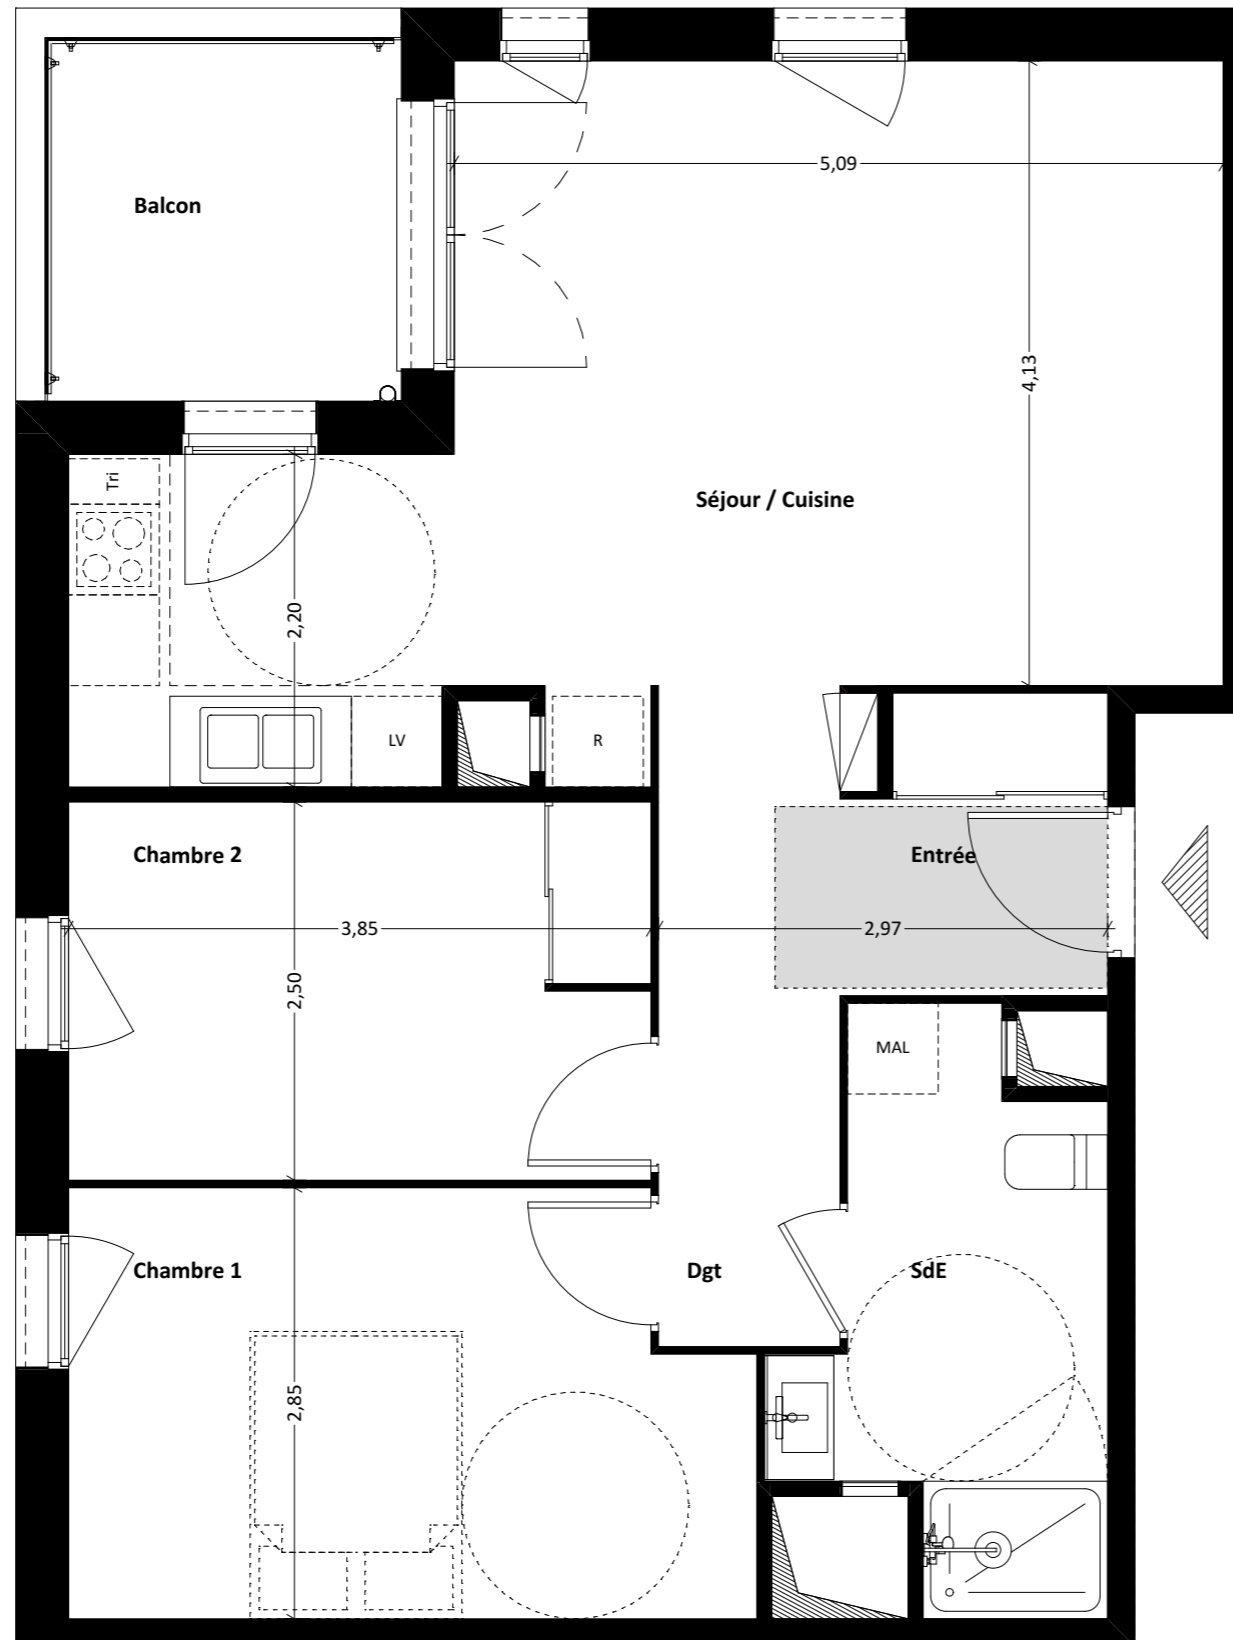 5,09
Balcon
4,13
Tri
Séjour / Cuisine
2,20
LV
R
Chambre 2
Entrée
3,85
2,97
2,50
MAL
Chambre 1
Dgt
SdE
2,85